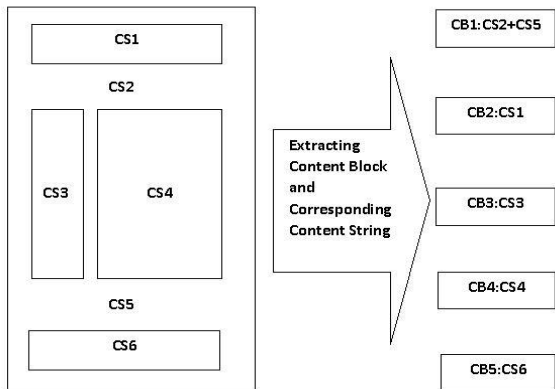 CS1
CS2
CS3
CS4
CS5
CS6
Extracting
Content Block
and
Corresponding
Content String
CB1:CS2+CS5
CB2:CS1
CB3:CS3
CB4:CS4
CB5:CS6